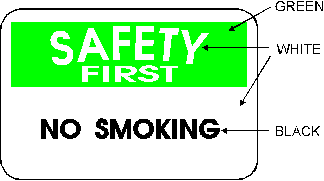 GREEN
SAFETY
WHITE
FIRST
NO SMOKING
BLACK